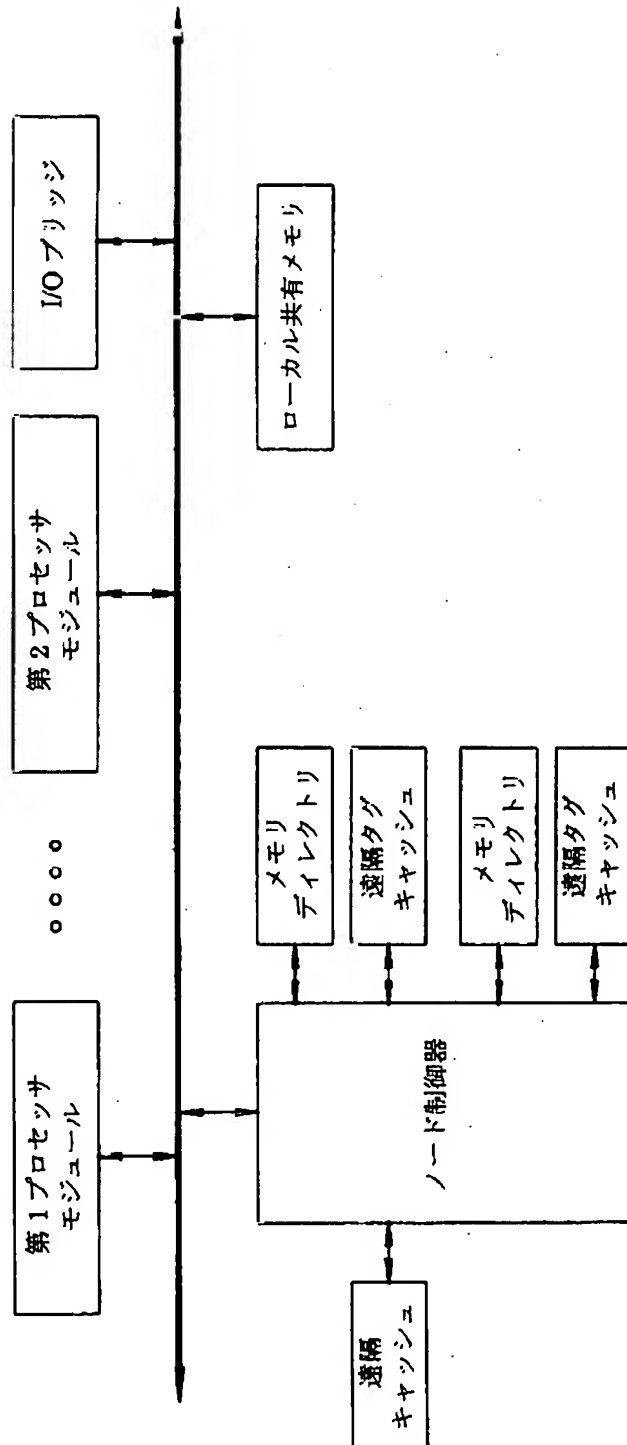 第1プロセッサ
モジュール
第2プロセッサ
モジュール
I/Oブリッジ
ローカル共有メモリ
ノード制御器
メモリ
ディレクトリ
遠隔タグ
キャッシュ
メモリ
ディレクトリ
遠隔タグ
キャッシュ
遠隔
キャッシュ